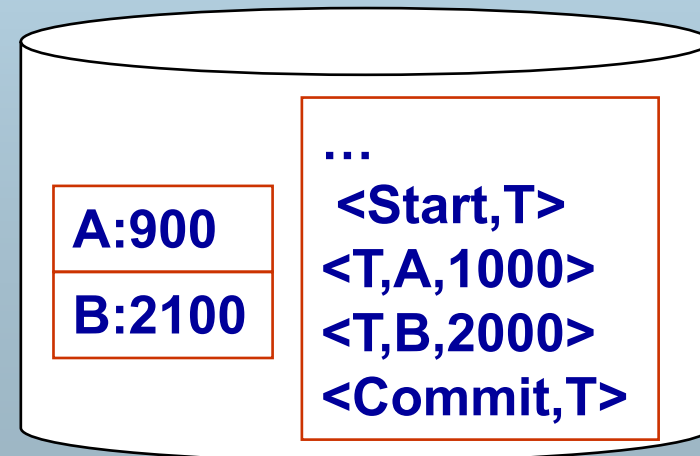 A:900
B:2100
…
<Start,T>
<T,A,1000>
<T,B,2000>
<Commit,T>